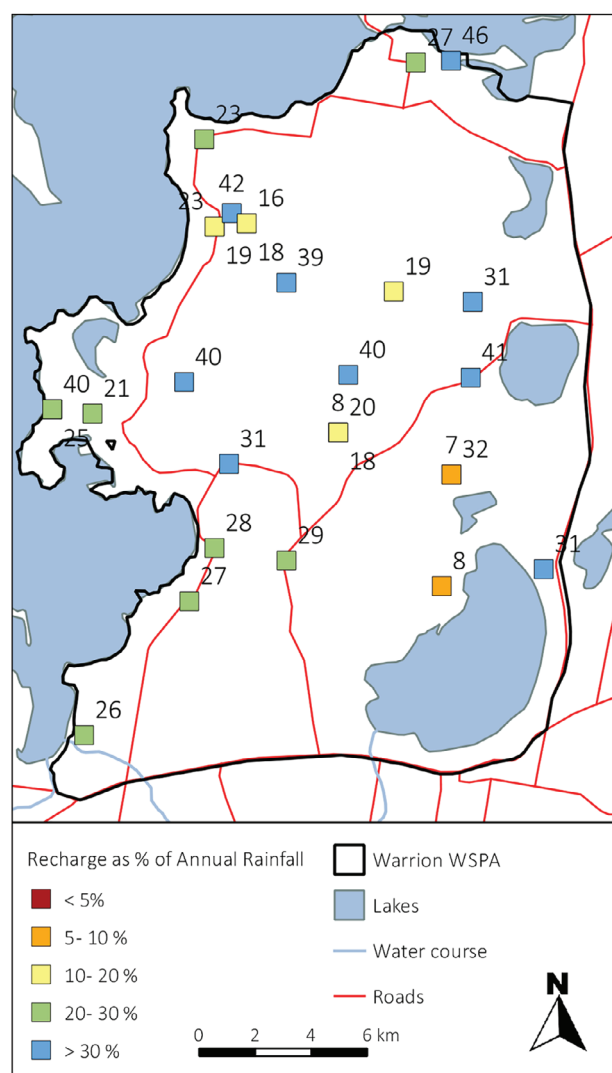 27 46
23
42
23 16
19 18 39 19 31
40 40 41
40 21
8 20
25
18
31 7 32
28 29 31
27 8
26
Recharge as % of Annual Rainfall
< 5%
5- 10 %
10- 20 %
20- 30 %
> 30 %
Warrion WSPA
Lakes
Water course
Roads
N
0 2 4 6 km